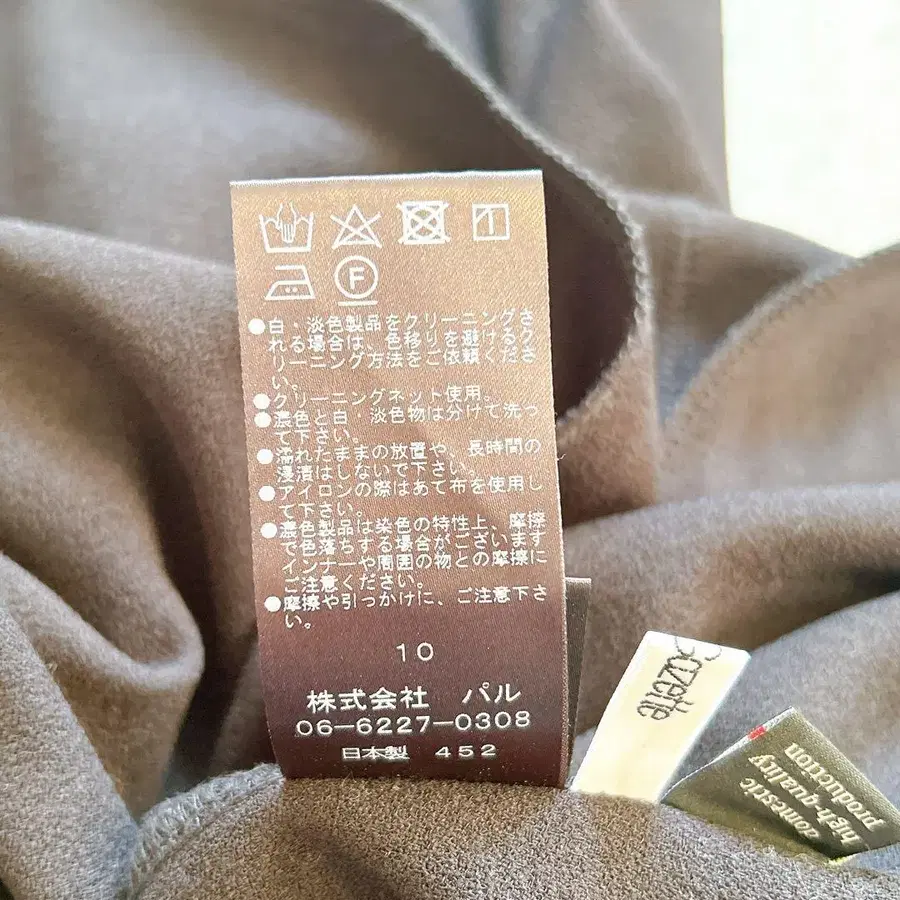 F
●白・淡色製品をクリーニングさ
れる場合は、色移りを避けるク
リーニング方法をご依頼くださ
い。
●クリーニングネット使用。
●濃色と白・淡色物は分けて洗っ
て下さい。
●濡れたままの放置や、長時間の
浸漬はしないで下さい。
●アイロンの際はあて布を使用し
て下さい。
●濃色製品は染色の特性上、摩擦
で色落ちする場合がございます
インナーや周囲の物との摩擦に
ご注意ください。
●摩擦や引っかけに、ご注意下さ
い。
10
株式会社 パル
06-6227-0308
日本製 452
Gazette
domestic
high-quality
production